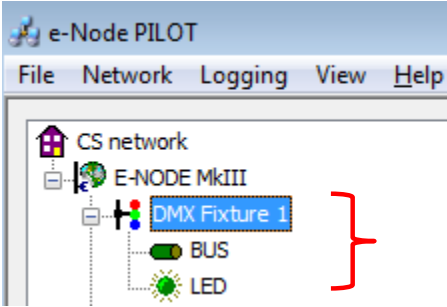 e-Node PILOT
File Network Logging View Help
CS network
E-NODE MkIII
DMX Fixture 1
BUS
LED